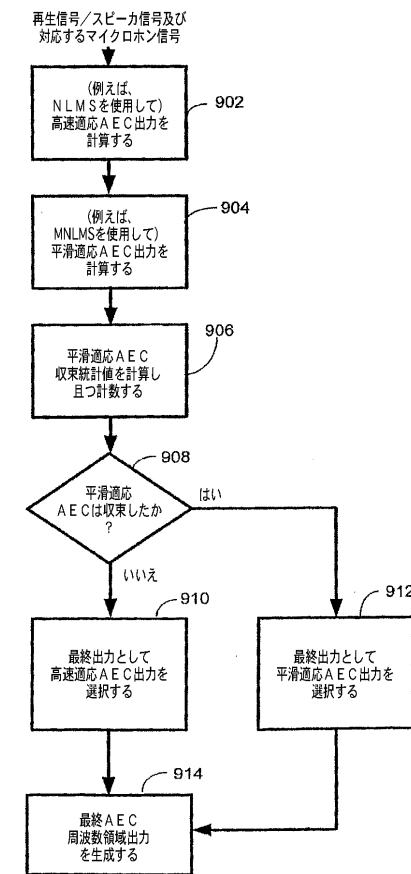 再生信号/スピーカ信号及び
対応するマイクロホン信号
(例えば、
NLMSを使用して)
高速適応AEC出力を
計算する
902
(例えば、
MNLMSを使用して)
平滑適応AEC出力を
計算する
904
平滑適応AEC
収束統計値を計算し
且つ計数する
906
908
平滑適応
AECは収束したか
?
はい
いいえ
910
912
最終出力として
高速適応AEC出力を
選択する
最終出力として
平滑適応AEC出力を
選択する
914
最終AEC
周波数領域出力
を生成する